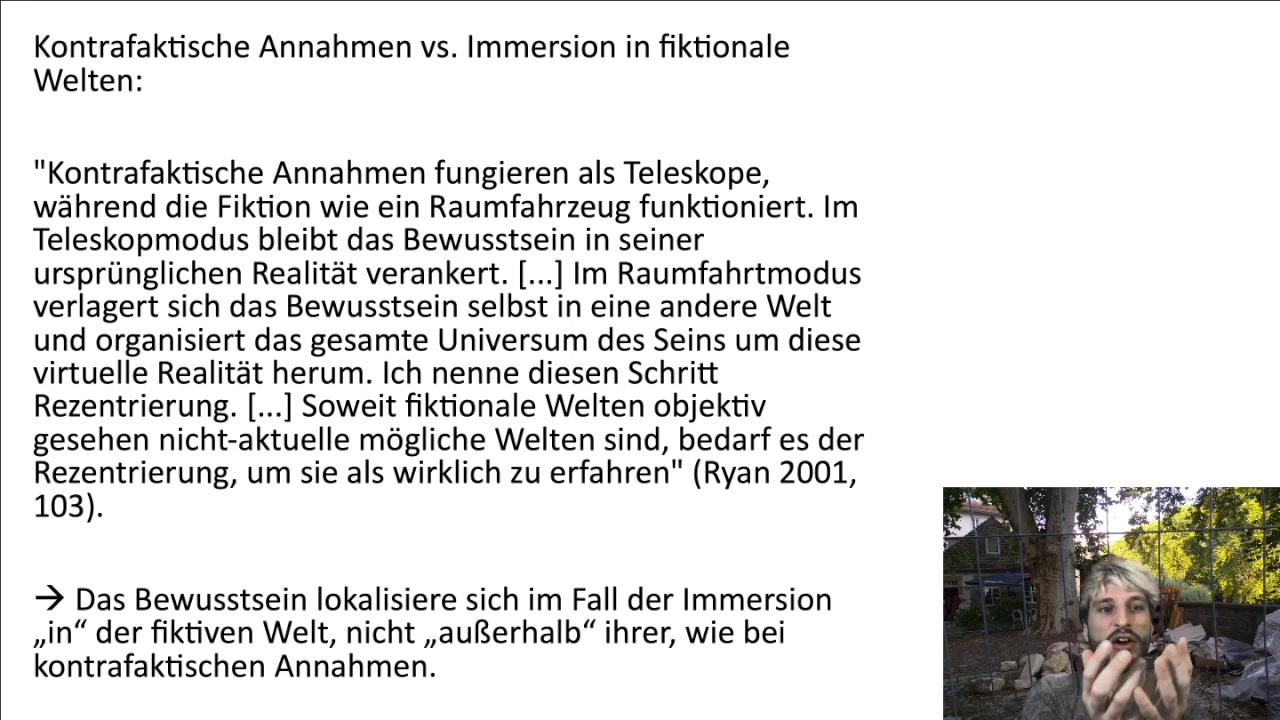 Kontrafaktische Annahmen vs. Immersion in fiktionale
Welten:
"Kontrafaktische Annahmen fungieren als Teleskope,
während die Fiktion wie ein Raumfahrzeug funktioniert. Im
Teleskopmodus bleibt das Bewusstsein in seiner
ursprünglichen Realität verankert. [...] Im Raumfahrtmodus
verlagert sich das Bewusstsein selbst in eine andere Welt
und organisiert das gesamte Universum des Seins um diese
virtuelle Realität herum. Ich nenne diesen Schritt
Rezentrierung. [...] Soweit fiktionale Welten objektiv
gesehen nicht-aktuelle mögliche Welten sind, bedarf es der
Rezentrierung, um sie als wirklich zu erfahren" (Ryan 2001,
103).
→ Das Bewusstsein lokalisiere sich im Fall der Immersion
„in“ der fiktiven Welt, nicht „außerhalb“ ihrer, wie bei
kontrafaktischen Annahmen.